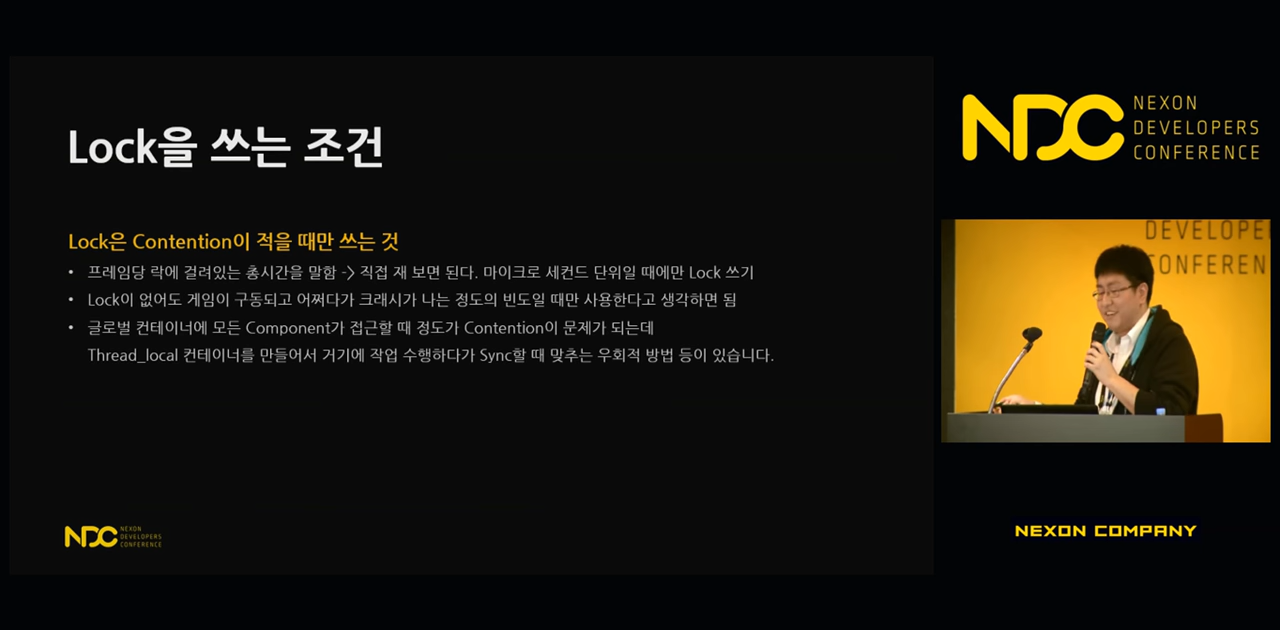 Lock을 쓰는 조건
Lock은 Contention이 적을 때만 쓰는 것
• 프레임당 락에 걸려있는 총시간을 말함 -> 직접 재 보면 된다. 마이크로 세컨드 단위일 때에만 Lock 쓰기
• Lock이 없어도 게임이 구동되고 어쩌다가 크래시가 나는 정도의 빈도일 때만 사용한다고 생각하면 됨
• 글로벌 컨테이너에 모든 Component가 접근할 때 정도가 Contention이 문제가 되는데
Thread_local 컨테이너를 만들어서 거기에 작업 수행하다가 Sync할 때 맞추는 우회적 방법 등이 있습니다.
NDC
NEXON
DEVELOPERS
CONFERENCE
NDC
NEXON
DEVELOPERS
CONFERENCE
DEVELOPE
CONFEREN
NEXON COMPANY